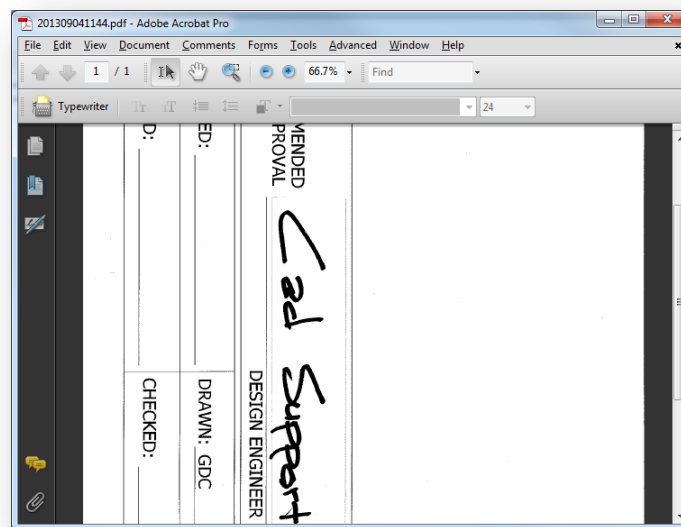 201309041144.pdf - Adobe Acrobat Pro
File Edit View Document Comments Forms Tools Advanced Window Help
1 / 1 66.7% Find
Typewriter 24
MENDED
PROVAL
Cad Support
DESIGN ENGINEER
ED:
DRAWN: GDC
D:
CHECKED: